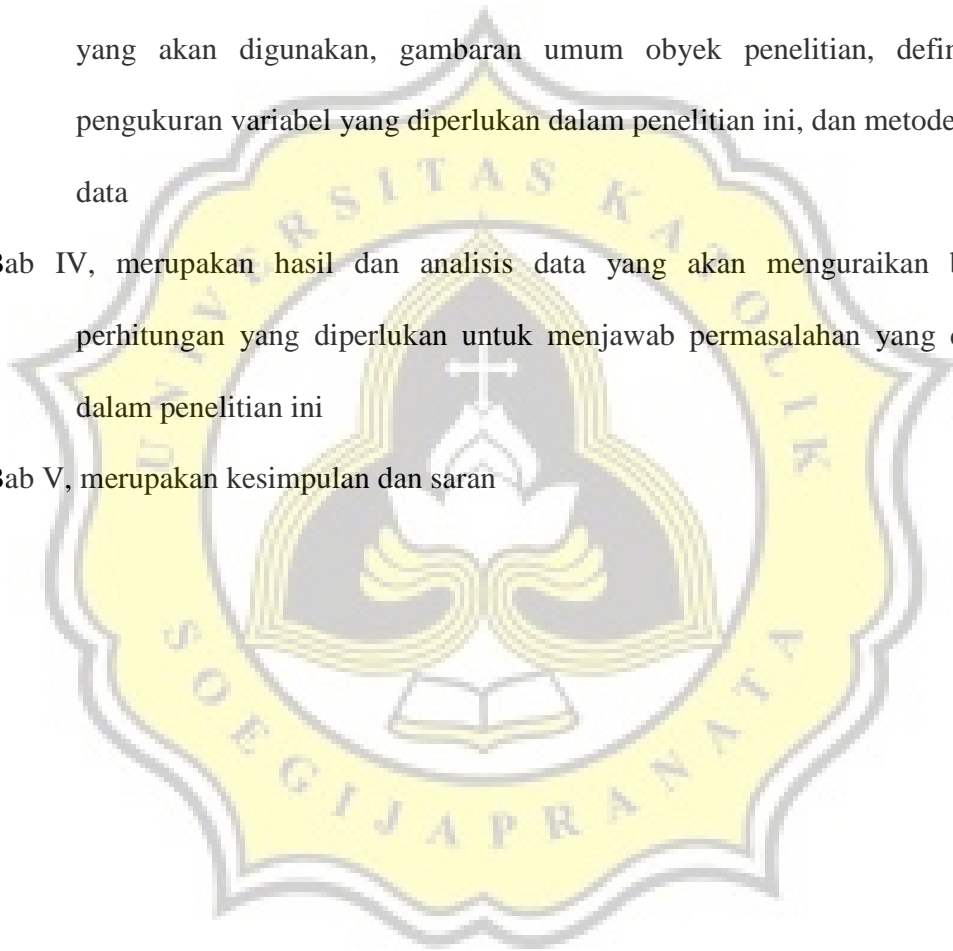 yang akan digunakan, gambaran umum obyek penelitian, defin
pengukuran variabel yang diperlukan dalam penelitian ini, dan metode
data
Bab IV, merupakan hasil dan analisis data yang akan menguraikan b
perhitungan yang diperlukan untuk menjawab permasalahan yang
dalam penelitian ini
Bab V, merupakan kesimpulan dan saran
UNIVERSITAS KATOLIK
SOEGIJAPRANATA